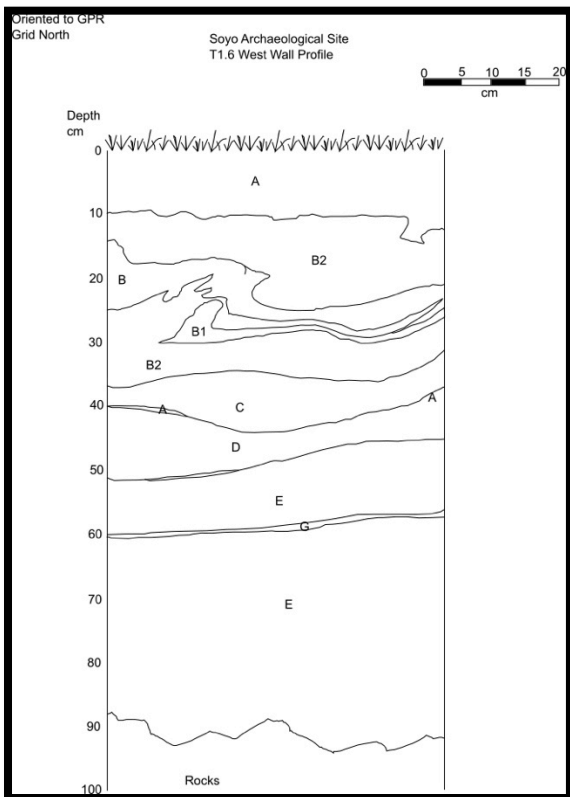 Oriented to GPR
Grid North
Soyo Archaeological Site
T1.6 West Wall Profile
0 5 10 15 20
cm
Depth
cm
0
A
10
B2
20
B
B1
30
B2
C
A
40
A
D
50
E
G
60
E
70
80
90
Rocks
100